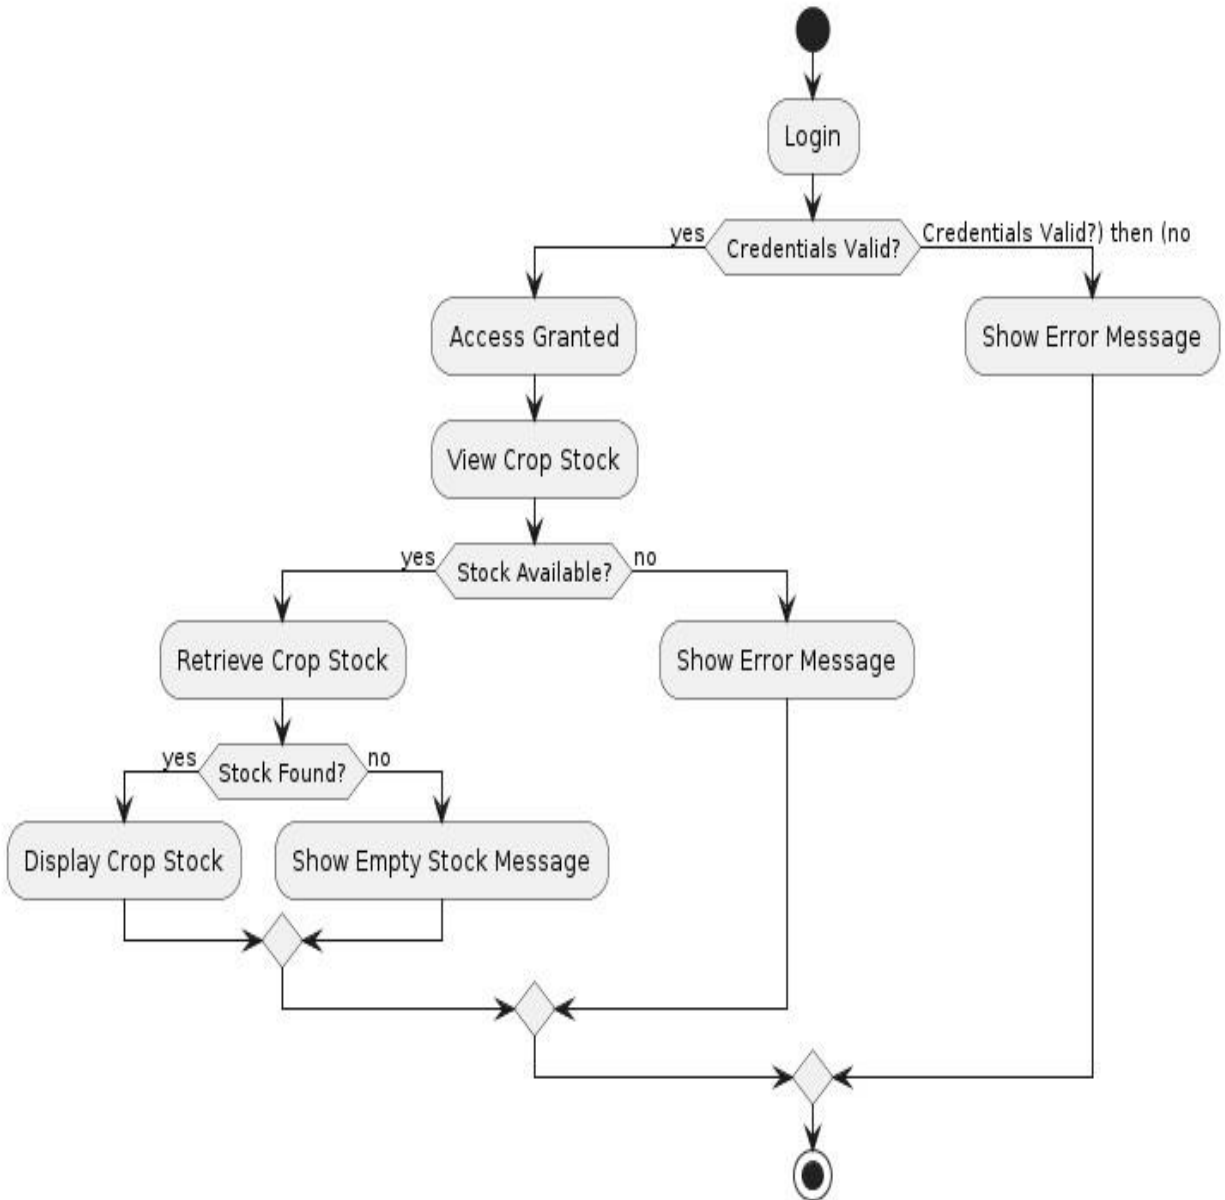 Login
yes
Credentials Valid?
Credentials Valid?) then (no
Access Granted
Show Error Message
View Crop Stock
yes
Stock Available?
no
Retrieve Crop Stock
Show Error Message
yes
Stock Found?
no
Display Crop Stock
Show Empty Stock Message